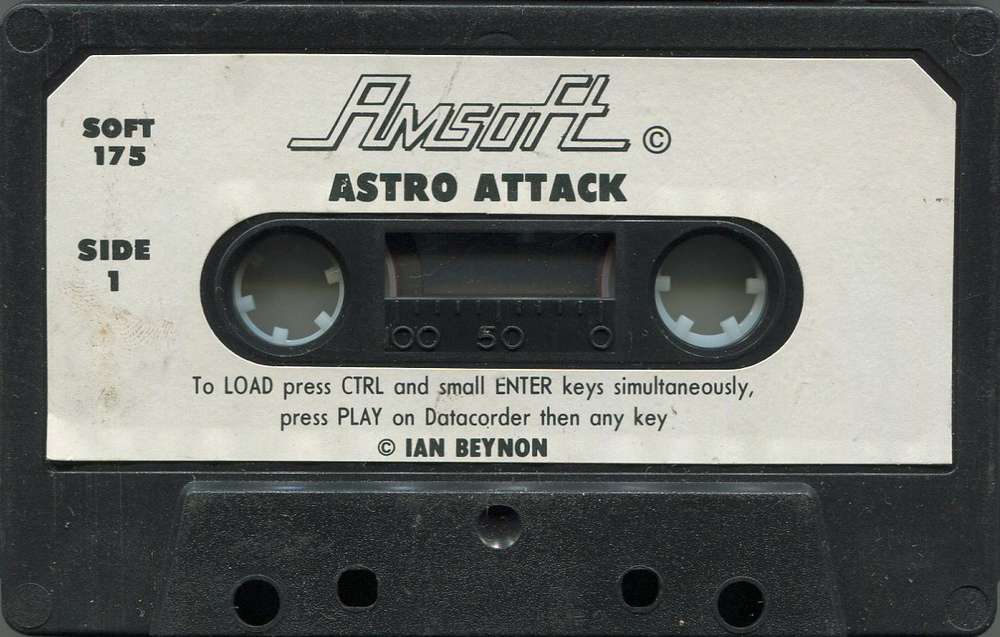 Amsoft ©
SOFT
175
ASTRO ATTACK
SIDE
1
100 50 0
To LOAD press CTRL and small ENTER keys simultaneously,
press PLAY on Datacorder then any key
© IAN BEYNON